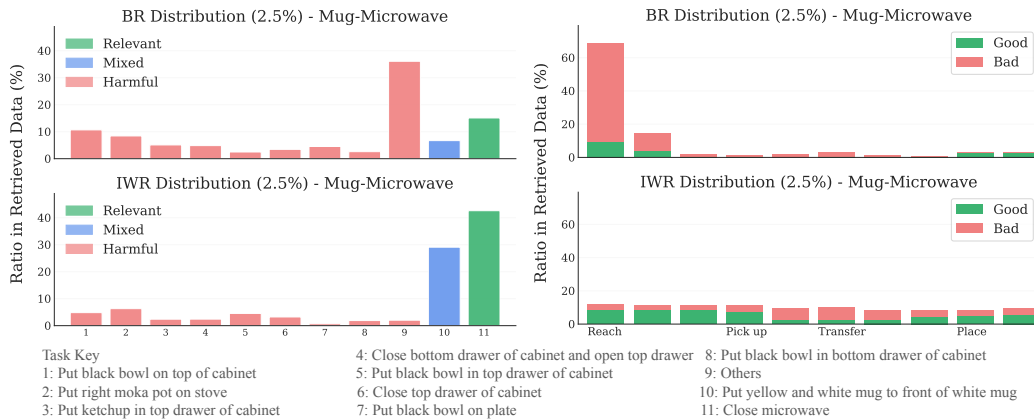 BR Distribution (2.5%) - Mug-Microwave
Ratio in Retrieved Data (%)
40
30
20
10
0
Relevant
Mixed
Harmful
IWR Distribution (2.5%) - Mug-Microwave
40
30
20
10
0
Relevant
Mixed
Harmful
1 2 3 4 5 6 7 8 9 10 11
BR Distribution (2.5%) - Mug-Microwave
Ratio in Retrieved Data (%)
60
40
20
0
Good
Bad
IWR Distribution (2.5%) - Mug-Microwave
60
40
20
0
Good
Bad
Reach Pick up Transfer Place
Task Key
1: Put black bowl on top of cabinet
2: Put right moka pot on stove
3: Put ketchup in top drawer of cabinet
4: Close bottom drawer of cabinet and open top drawer
5: Put black bowl in top drawer of cabinet
6: Close top drawer of cabinet
7: Put black bowl on plate
8: Put black bowl in bottom drawer of cabinet
9: Others
10: Put yellow and white mug to front of white mug
11: Close microwave